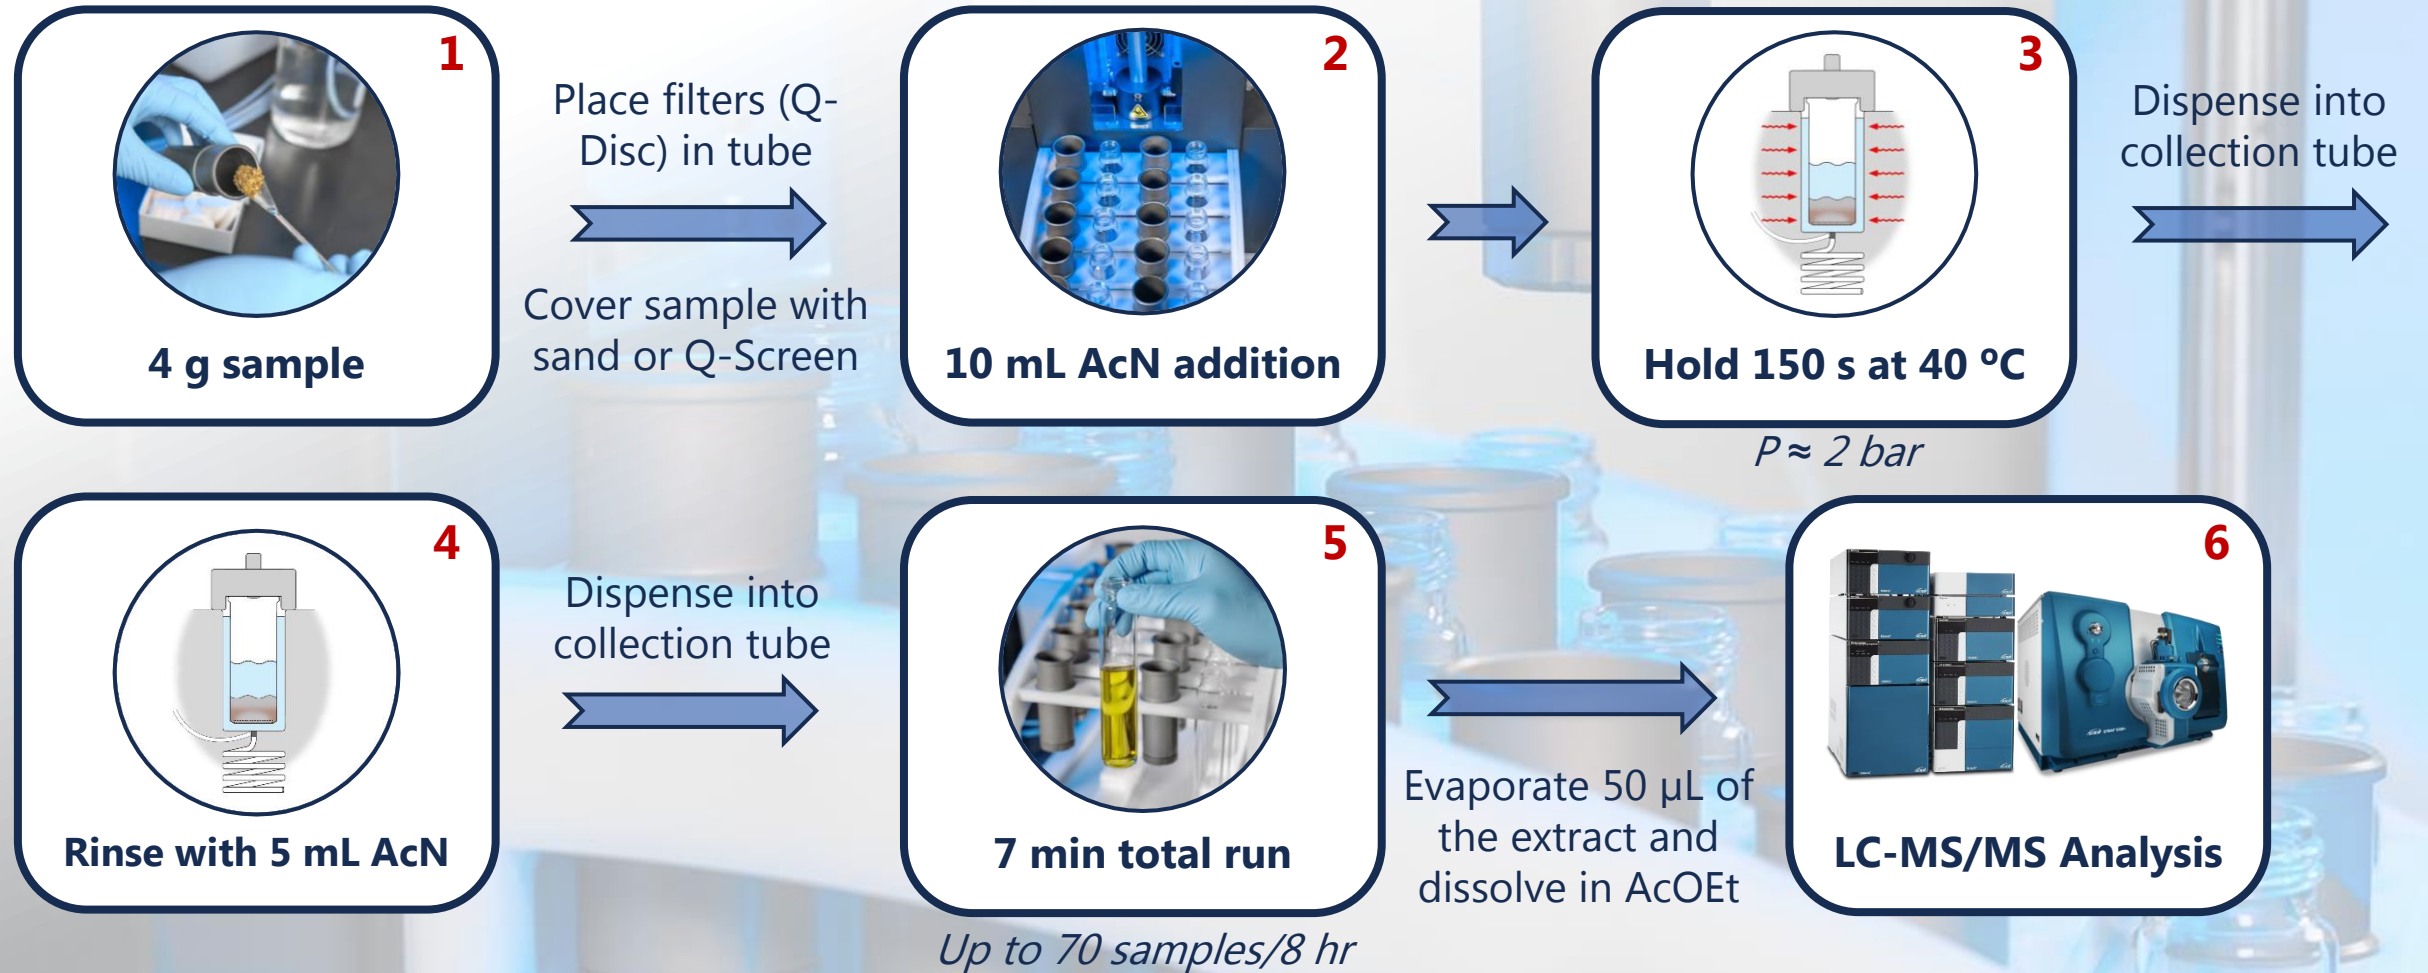 1
4 g sample
Place filters (Q-
Disc) in tube
Cover sample with
sand or Q-Screen
2
10 mL AcN addition
3
Hold 150 s at 40 ºC
P ≈ 2 bar
Dispense into
collection tube
4
Rinse with 5 mL AcN
Dispense into
collection tube
5
7 min total run
Up to 70 samples/8 hr
Evaporate 50 µL of
the extract and
dissolve in AcOEt
6
LC-MS/MS Analysis